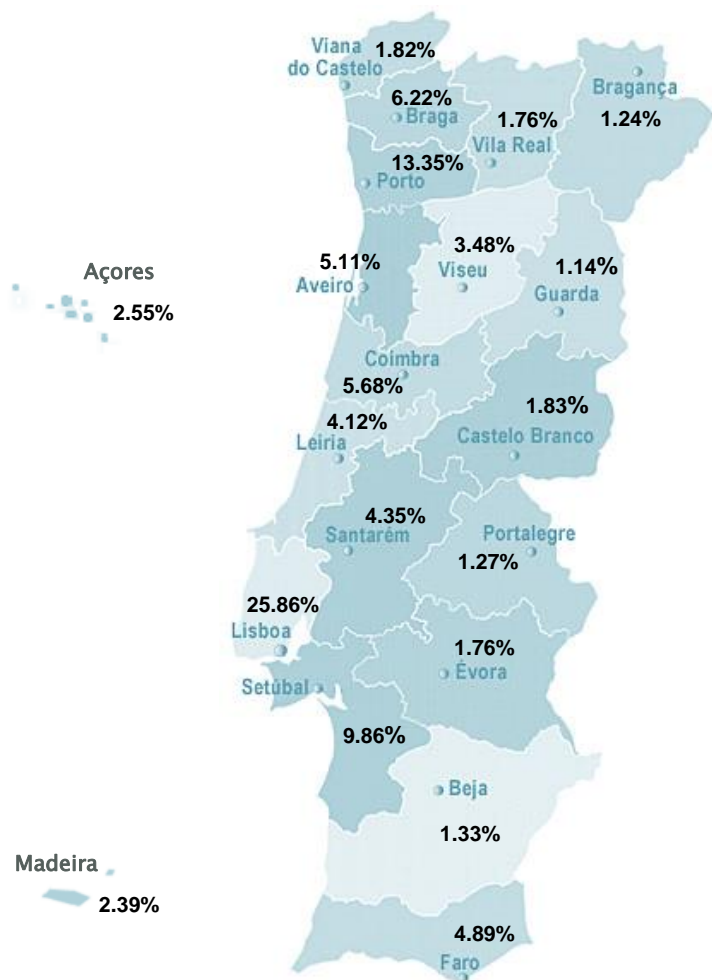 Viana
do Castelo
1.82%
Bragança
1.24%
6.22%
Braga
1.76%
Vila Real
13.35%
Porto
5.11%
Aveiro
3.48%
Viseu
1.14%
Guarda
Açores
2.55%
Coimbra
5.68%
1.83%
Castelo Branco
4.12%
Leiria
4.35%
Santarém
Portalegre
1.27%
25.86%
Lisboa
1.76%
Évora
Setúbal
9.86%
Beja
1.33%
Madeira
2.39%
4.89%
Faro